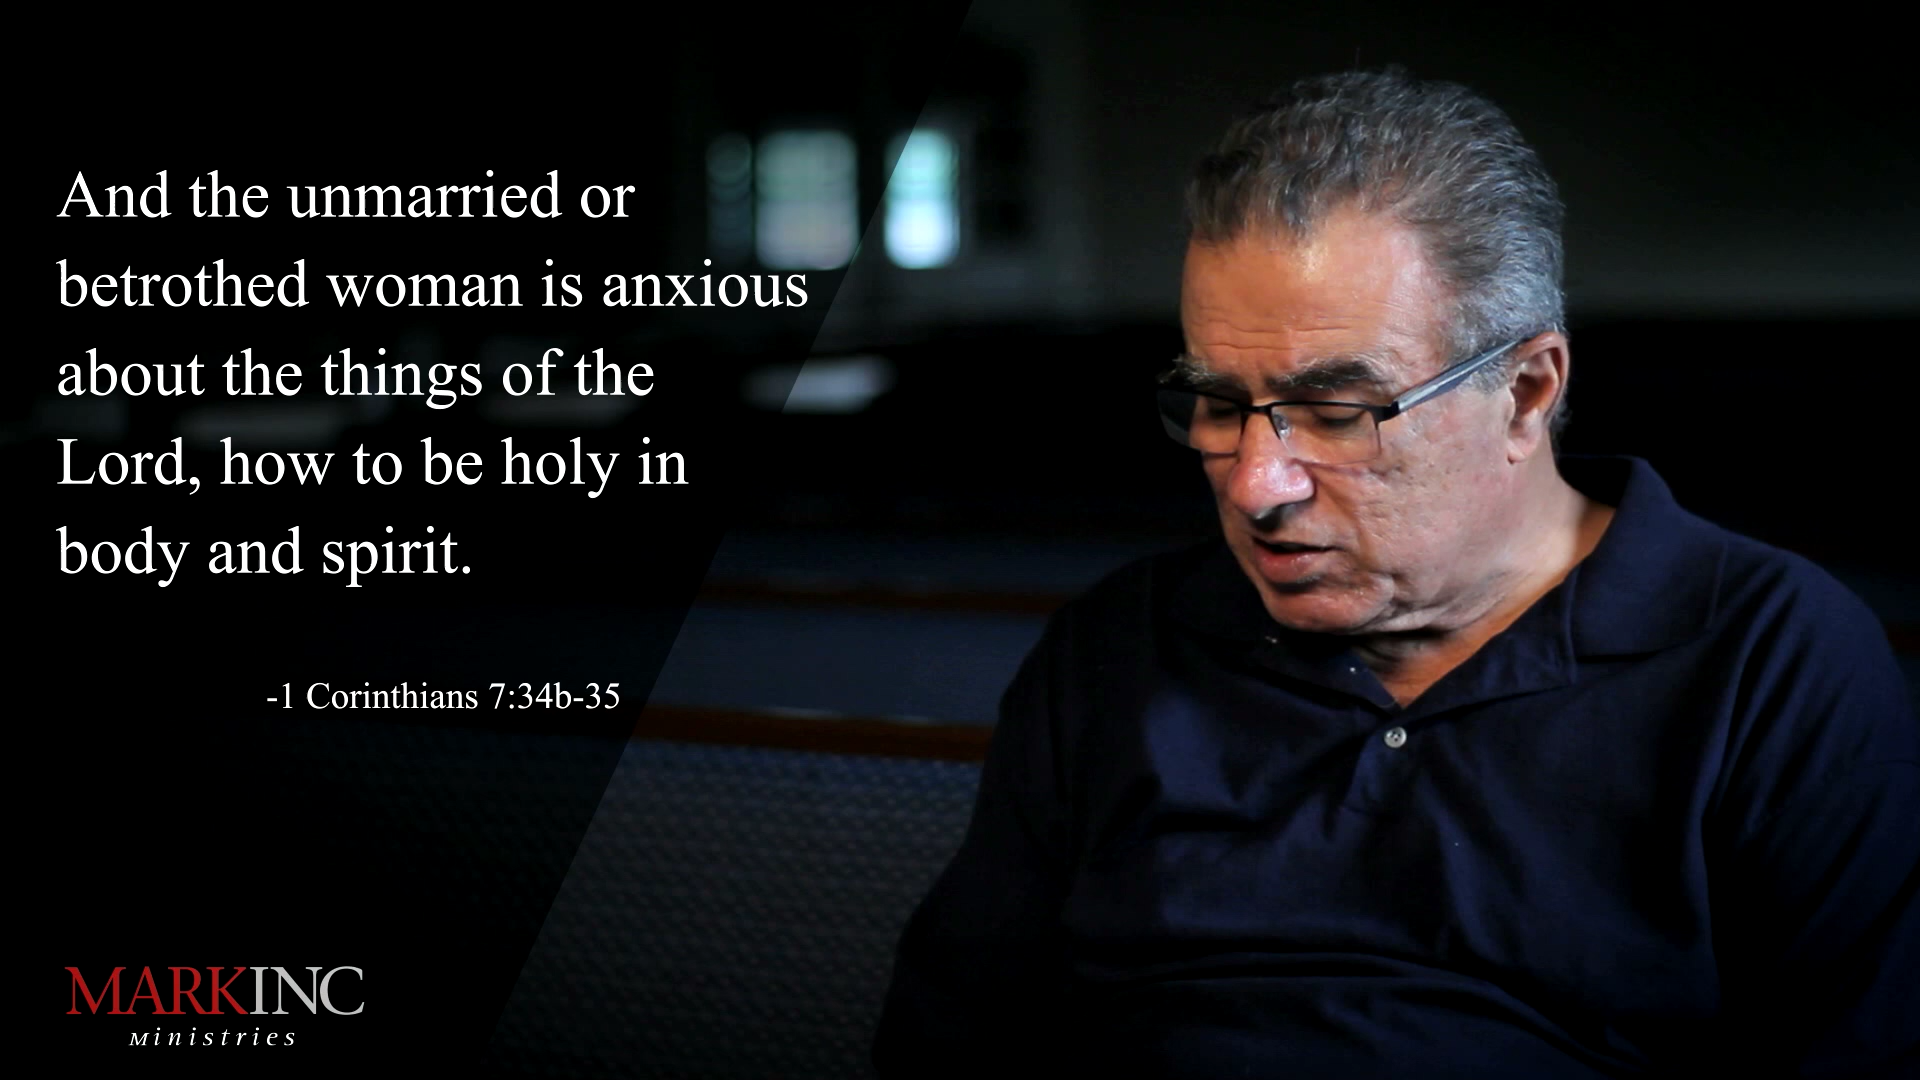 And the unmarried or
betrothed woman is anxious
about the things of the
Lord, how to be holy in
body and spirit.
-1 Corinthians 7:34b-35
MARKINC
Ministries